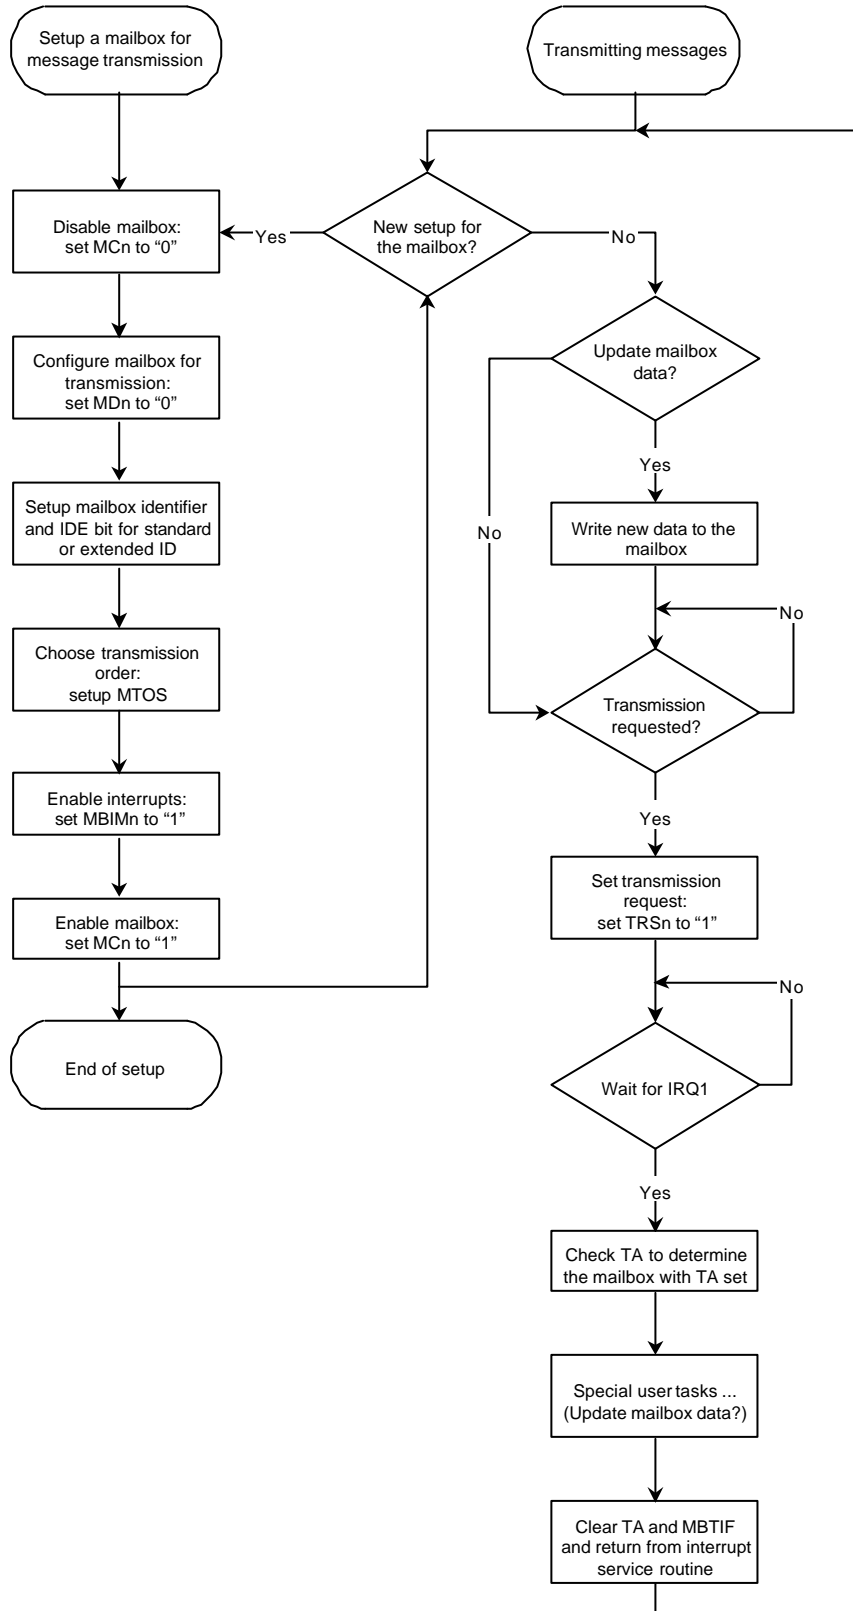 Setup a mailbox for
message transmission
Disable mailbox:
set MCn to “0”
Configure mailbox for
transmission:
set MDn to “0”
Setup mailbox identifier
and IDE bit for standard
or extended ID
Choose transmission
order:
setup MTOS
Enable interrupts:
set MBIMn to “1”
Enable mailbox:
set MCn to “1”
End of setup
Transmitting messages
New setup for
the mailbox?
Yes
No
Update mailbox
data?
Yes
No
Write new data to the
mailbox
No
Transmission
requested?
Yes
Set transmission
request:
set TRSn to “1”
No
Wait for IRQ1
Yes
Check TA to determine
the mailbox with TA set
Special user tasks ...
(Update mailbox data?)
Clear TA and MBTIF
and return from interrupt
service routine